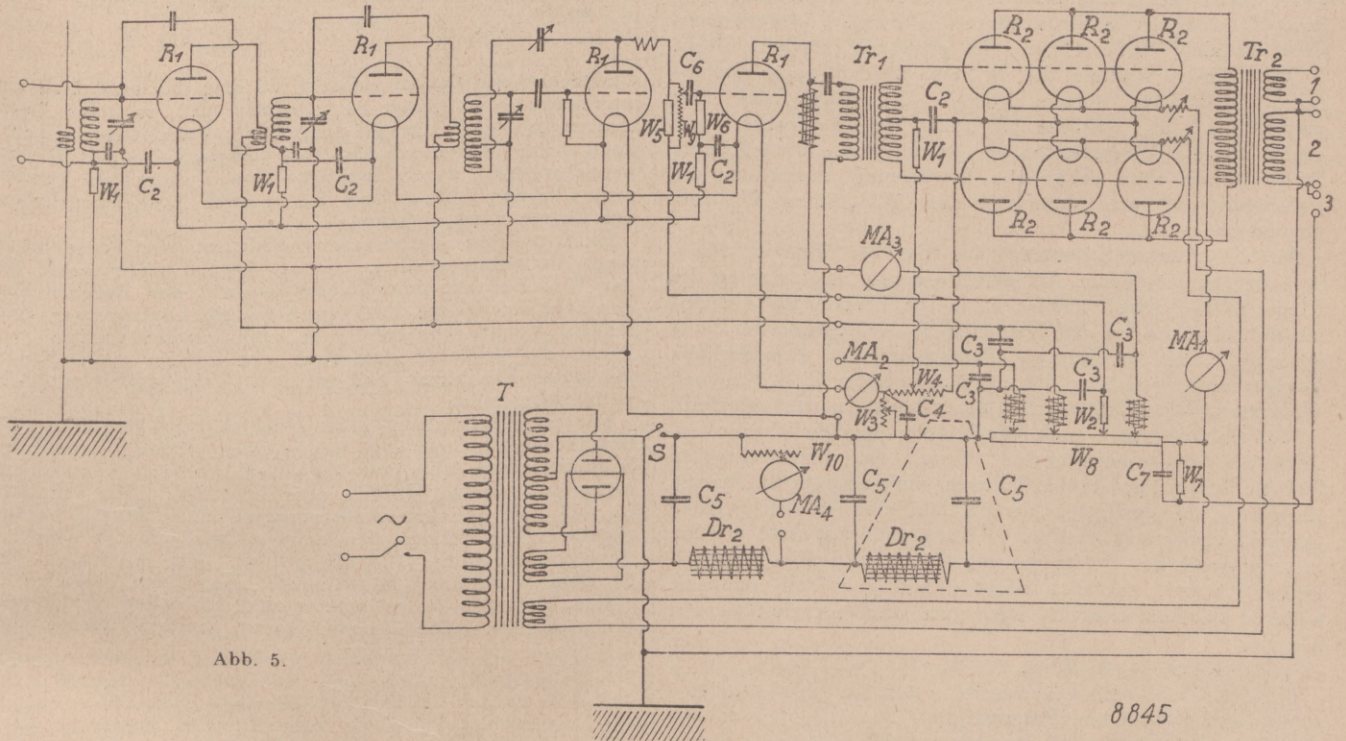 R1 R1 R1 R1
C6
Tr1
R2 R2 R2
Tr2
1
C2
W5 W9 W6
C2
W1
2
W1 C2 W1 C2 W1
R2 R2 R2
3
MA3
C3 C3
MA1
MA2
C3 W4 C3
T
W3 C4 W2
S
W10
W8
C7 W7
C5 C5 C5
MA4
~
Dr2 Dr2
Abb. 5.
8845